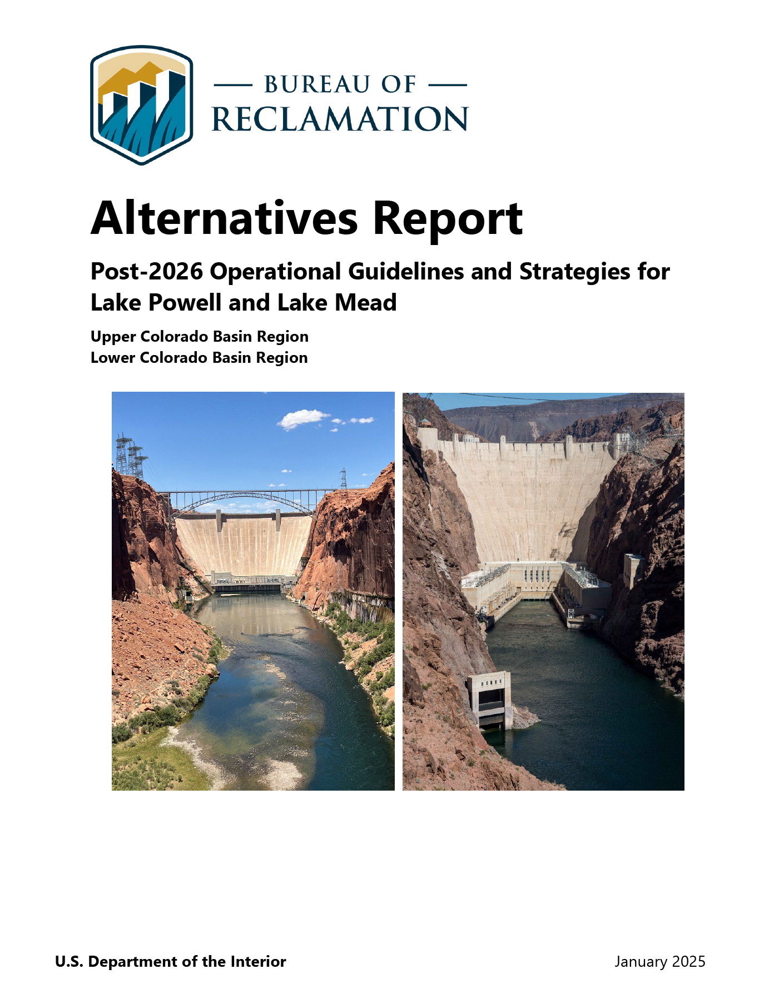 BUREAU OF
RECLAMATION
Alternatives Report
Post-2026 Operational Guidelines and Strategies for
Lake Powell and Lake Mead
Upper Colorado Basin Region
Lower Colorado Basin Region
U.S. Department of the Interior
January 2025